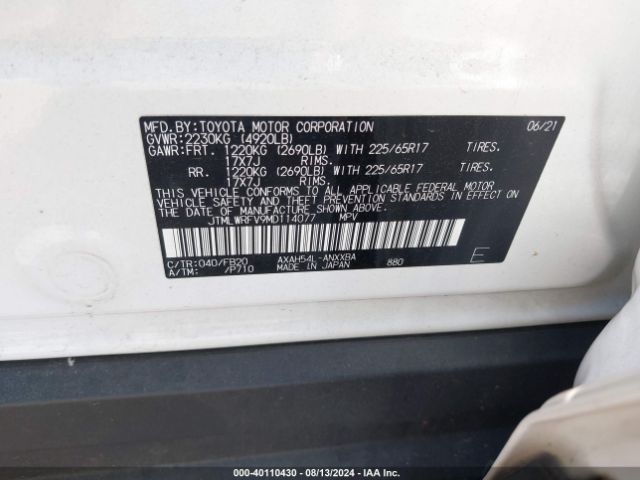 MFD.BY:TOYOTA MOTOR CORPORATION 06/21
GVWR:2230KG (4920LB)
GAWR:FRT. 1220KG (2690LB) WITH 225/65R17 TIRES.
17X7J RIMS.
RR. 1220KG (2690LB) WITH 225/65R17 TIRES.
17X7J RIMS.
THIS VEHICLE CONFORMS TO ALL APPLICABLE FEDERAL MOTOR
VEHICLE SAFETY AND THEFT PREVENTION STANDARDS IN EFFECT ON
THE DATE OF MANUFACTURE SHOWN ABOVE.
JTMLWRFV9MD114077 MPV
C/TR:040/FB20 AXAH54L-ANXXBA 880 E
A/TM: /P710 MADE IN JAPAN
000-40110430 - 08/13/2024 - IAA Inc.